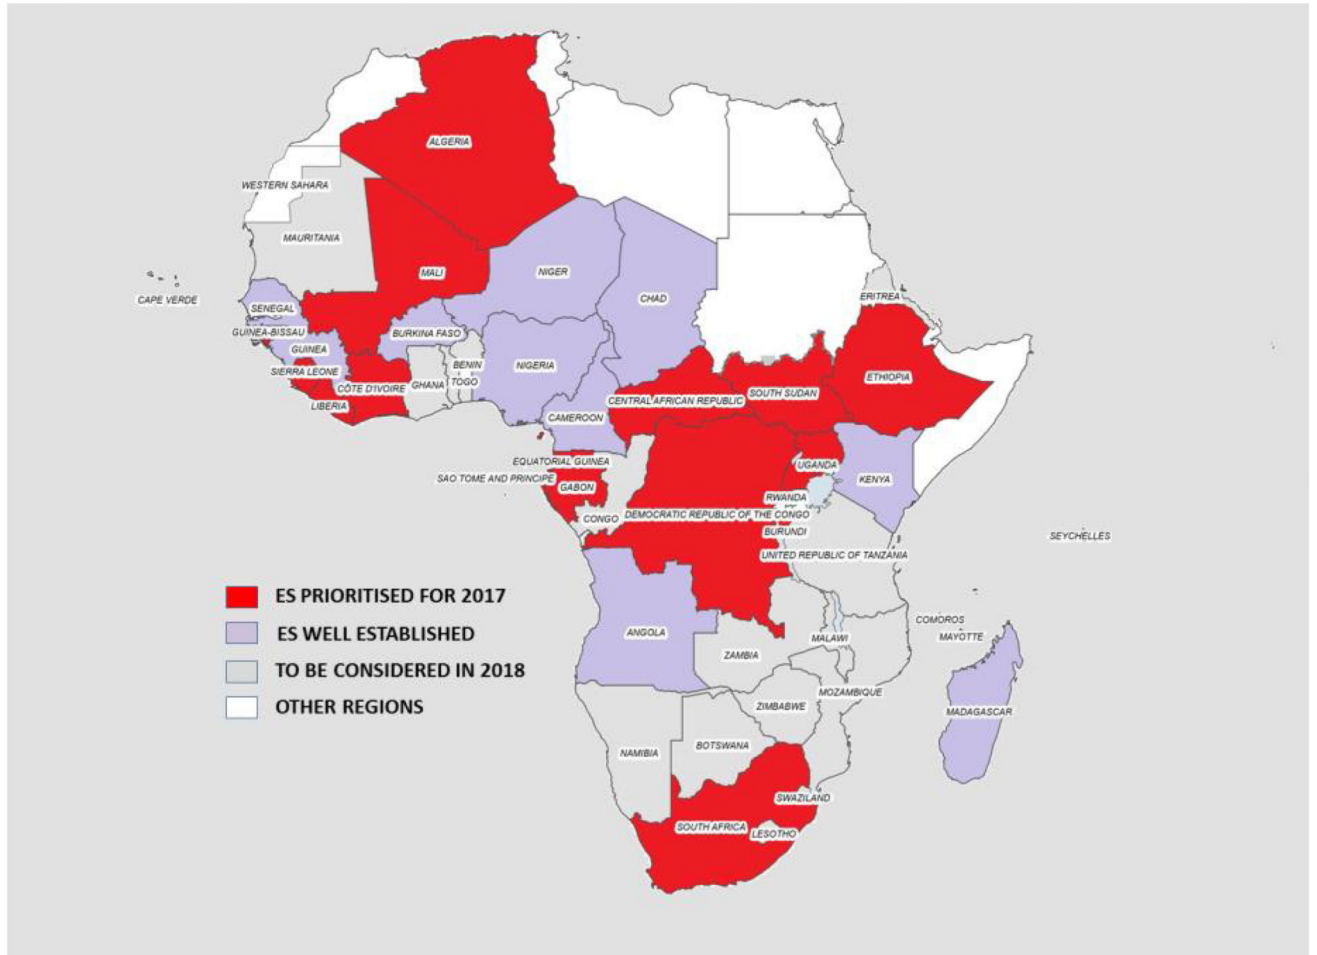 ALGERIA
WESTERN SAHARA
MAURITANIA
MALI
NIGER
CHAD
CAPE VERDE
ERITREA
SENEGAL
GUINEA-BISSAU
BURKINA FASO
GUINEA
NIGERIA
BENIN
SIERRA LEONE
ETHIOPIA
TOGO
GHANA
CÔTE D'IVOIRE
SOUTH SUDAN
CENTRAL AFRICAN REPUBLIC
LIBERIA
CAMEROON
EQUATORIAL GUINEA
UGANDA
SAO TOME AND PRINCIPE
KENYA
GABON
RWANDA
DEMOCRATIC REPUBLIC OF THE CONGO
CONGO
BURUNDI
SEYCHELLES
UNITED REPUBLIC OF TANZANIA
ES PRIORITISED FOR 2017
ES WELL ESTABLISHED
TO BE CONSIDERED IN 2018
OTHER REGIONS
COMOROS
ANGOLA
MALAWI
MAYOTTE
ZAMBIA
MOZAMBIQUE
ZIMBABWE
MADAGASCAR
NAMIBIA
BOTSWANA
SWAZILAND
SOUTH AFRICA
LESOTHO